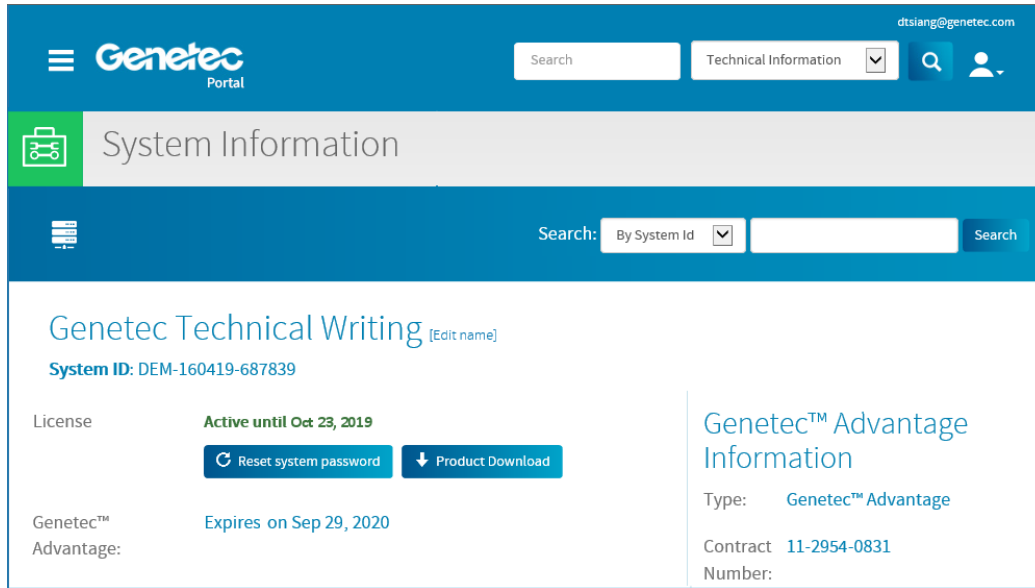 dtsiang@genetec.com
Genetec
Portal
Search
Technical Information
System Information
Search:
By System Id
Search
Genetec Technical Writing [Edit name]
System ID: DEM-160419-687839
License
Active until Oct 23, 2019
Reset system password
Product Download
Genetec™
Advantage:
Expires on Sep 29, 2020
Genetec™ Advantage
Information
Type: Genetec™ Advantage
Contract 11-2954-0831
Number: